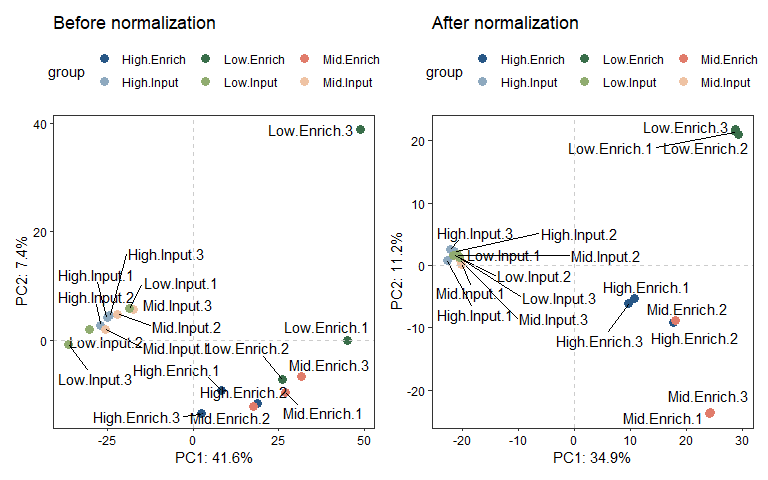 Before normalization
group
High.Enrich Low.Enrich Mid.Enrich
High.Input Low.Input Mid.Input
40
20
0
PC2: 7.4%
Low.Enrich.3
High.Input.3
High.Input.1
Low.Input.1
High.Input.2
Mid.Input.3
Mid.Input.2
Low.Enrich.1
Low.Input.2
Mid.Input.1
Low.Enrich.2
Mid.Enrich.3
High.Enrich.1
Low.Input.3
High.Enrich.2
High.Enrich.3
Mid.Enrich.2
Mid.Enrich.1
-25 0 25 50
PC1: 41.6%
After normalization
group
High.Enrich Low.Enrich Mid.Enrich
High.Input Low.Input Mid.Input
20
10
0
-10
-20
PC2: 11.2%
Low.Enrich.3
Low.Enrich.1
Low.Enrich.2
High.Input.3
High.Input.2
Low.Input.1
Mid.Input.2
Low.Input.2
Mid.Input.1
Low.Input.3
High.Input.1
Mid.Input.3
High.Enrich.1
Mid.Enrich.2
High.Enrich.3
High.Enrich.2
Mid.Enrich.3
Mid.Enrich.1
-20 -10 0 10 20 30
PC1: 34.9%